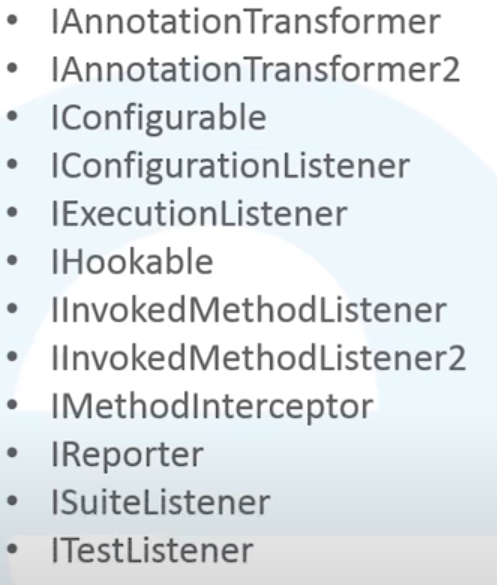 • IAnnotationTransformer
• IAnnotationTransformer2
• IConfigurable
• IConfigurationListener
• IExecutionListener
• IHookable
• IInvokedMethodListener
• IInvokedMethodListener2
• IMethodInterceptor
• IReporter
• ISuiteListener
• ITestListener